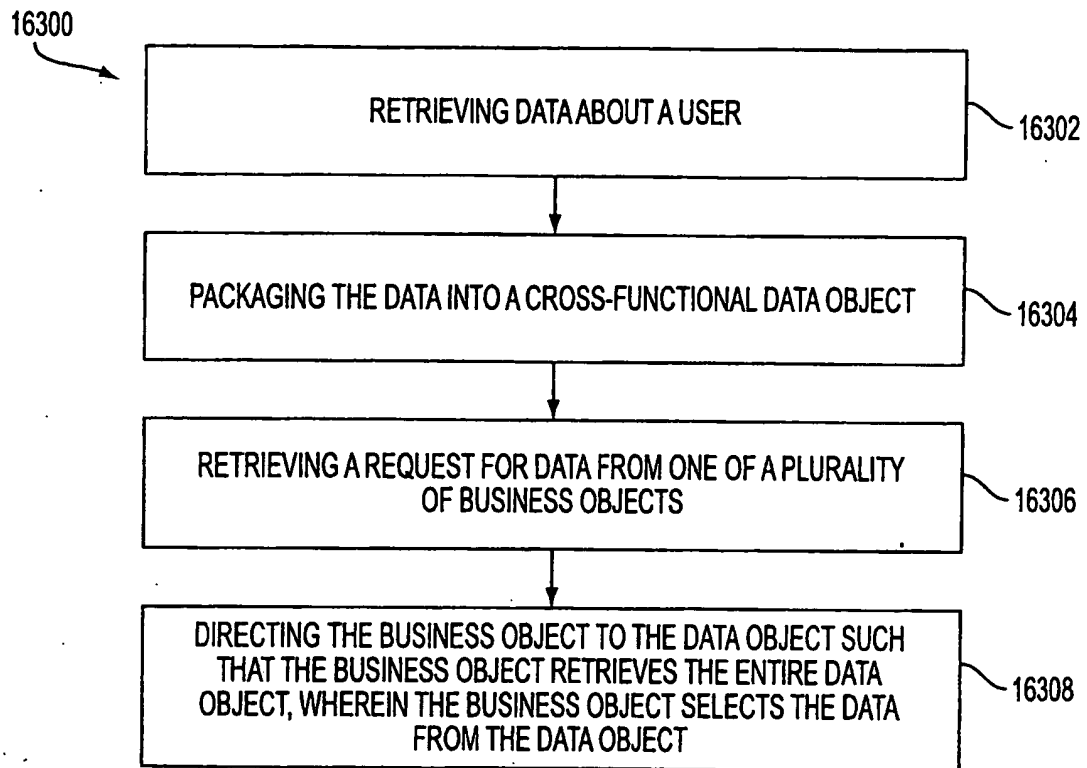 16300
RETRIEVING DATA ABOUT A USER
16302
PACKAGING THE DATA INTO A CROSS-FUNCTIONAL DATA OBJECT
16304
RETRIEVING A REQUEST FOR DATA FROM ONE OF A PLURALITY
OF BUSINESS OBJECTS
16306
DIRECTING THE BUSINESS OBJECT TO THE DATA OBJECT SUCH
THAT THE BUSINESS OBJECT RETRIEVES THE ENTIRE DATA
OBJECT, WHEREIN THE BUSINESS OBJECT SELECTS THE DATA
FROM THE DATA OBJECT
16308